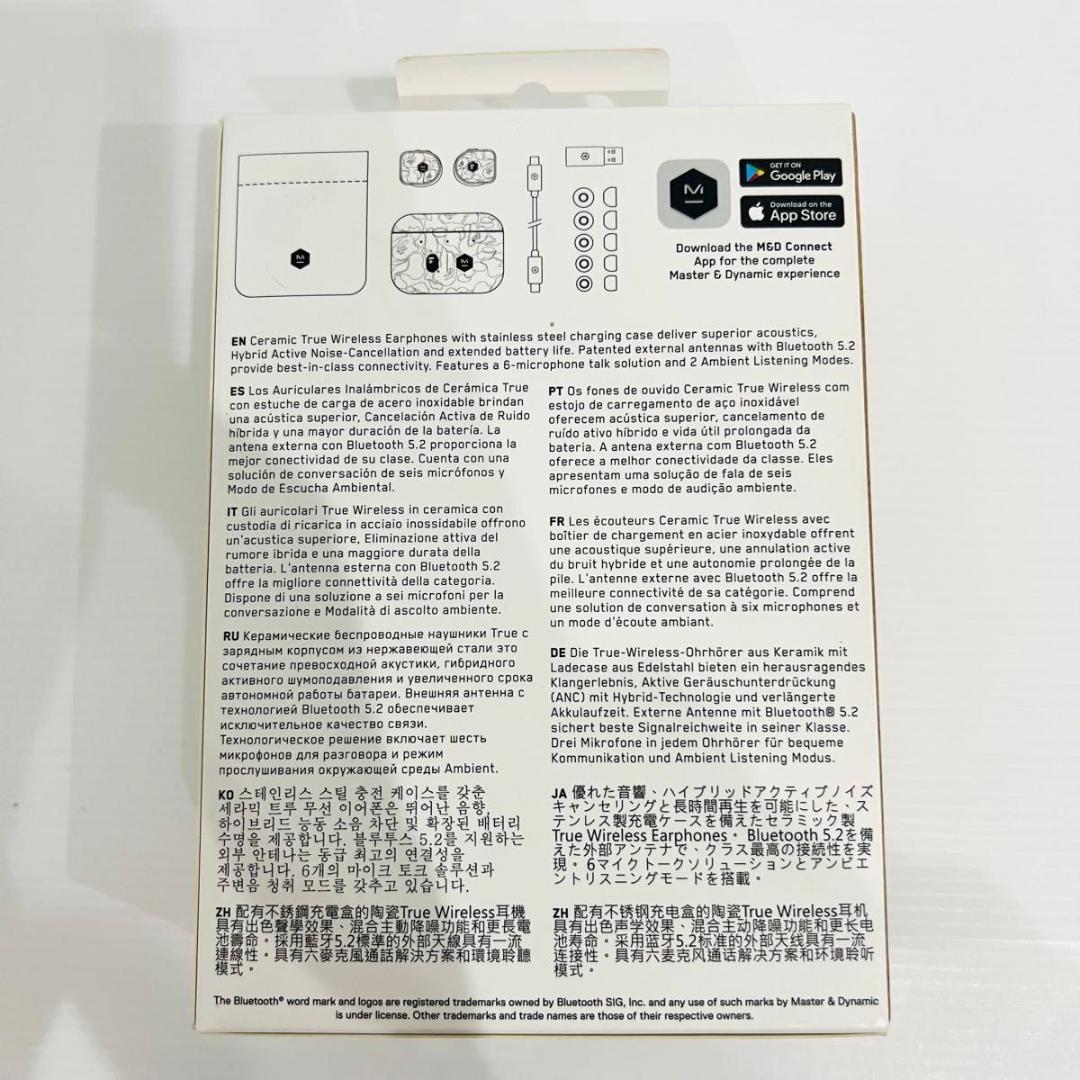 GET IT ON
Google Play
Download on the
App Store
Download the M&D Connect
App for the complete
Master & Dynamic experience
EN Ceramic True Wireless Earphones with stainless steel charging case deliver superior acoustics,
Hybrid Active Noise-Cancellation and extended battery life. Patented external antennas with Bluetooth 5.2
provide best-in-class connectivity. Features a 6-microphone talk solution and 2 Ambient Listening Modes.
ES Los Auriculares Inalámbricos de Cerámica True
con estuche de carga de acero inoxidable brindan
una acústica superior, Cancelación Activa de Ruido
híbrida y una mayor duración de la batería. La
antena externa con Bluetooth 5.2 proporciona la
mejor conectividad de su clase. Cuenta con una
solución de conversación de seis micrófonos y
Modo de Escucha Ambiental.
PT Os fones de ouvido Ceramic True Wireless com
estojo de carregamento de aço inoxidável
oferecem acústica superior, cancelamento de
ruído ativo híbrido e vida útil prolongada da
bateria. A antena externa com Bluetooth 5.2
oferece a melhor conectividade da classe. Eles
apresentam uma solução de fala de seis
microfones e modo de audição ambiente.
IT Gli auricolari True Wireless in ceramica con
custodia di ricarica in acciaio inossidabile offrono
un'acustica superiore, Eliminazione attiva del
rumore ibrida e una maggiore durata della
batteria. L'antenna esterna con Bluetooth 5.2
offre la migliore connettività della categoria.
Dispone di una soluzione a sei microfoni per la
conversazione e Modalità di ascolto ambiente.
FR Les écouteurs Ceramic True Wireless avec
boîtier de chargement en acier inoxydable offrent
une acoustique supérieure, une annulation active
du bruit hybride et une autonomie prolongée de la
pile. L'antenne externe avec Bluetooth 5.2 offre la
meilleure connectivité de sa catégorie. Comprend
une solution de conversation à six microphones et
un mode d'écoute ambiant.
RU Керамические беспроводные наушники True с
зарядным корпусом из нержавеющей стали это
сочетание превосходной акустики, гибридного
активного шумоподавления и увеличенного срока
автономной работы батареи. Внешняя антенна с
технологией Bluetooth 5.2 обеспечивает
исключительное качество связи.
Технологическое решение включает шесть
микрофонов для разговора и режим
прослушивания окружающей среды Ambient.
DE Die True-Wireless-Ohrhörer aus Keramik mit
Ladecase aus Edelstahl bieten ein herausragendes
Klangerlebnis, Aktive Geräuschunterdrückung
(ANC) mit Hybrid-Technologie und verlängerte
Akkulaufzeit. Externe Antenne mit Bluetooth® 5.2
sichert beste Signalreichweite in seiner Klasse.
Drei Mikrofone in jedem Ohrhörer für bequeme
Kommunikation und Ambient Listening Modus.
KO 스테인리스 스틸 충전 케이스를 갖춘
세라믹 트루 무선 이어폰은 뛰어난 음향,
하이브리드 능동 소음 차단 및 확장된 배터리
수명을 제공합니다. 블루투스 5.2를 지원하는
외부 안테나는 동급 최고의 연결성을
제공합니다. 6개의 마이크 토크 솔루션과
주변음 청취 모드를 갖추고 있습니다.
JA 優れた音響、ハイブリッドアクティブノイズ
キャンセリングと長時間再生を可能にした、ス
テンレス製充電ケースを備えたセラミック製
True Wireless Earphones。Bluetooth 5.2を備
えた外部アンテナで、クラス最高の接続性を実
現。6マイクトークソリューションとアンビエ
ントリスニングモードを搭載。
ZH 配有不銹鋼充電盒的陶瓷True Wireless耳機
具有出色聲學效果、混合主動降噪功能和更長電
池壽命。採用藍牙5.2標準的外部天線具有一流
連線性。具有六麥克風通話解決方案和環境聆聽
模式。
ZH 配有不锈钢充电盒的陶瓷True Wireless耳机
具有出色声学效果、混合主动降噪功能和更长电
池寿命。采用蓝牙5.2标准的外部天线具有一流
连接性。具有六麦克风通话解决方案和环境聆听
模式。
The Bluetooth® word mark and logos are registered trademarks owned by Bluetooth SIG, Inc. and any use of such marks by Master & Dynamic
is under license. Other trademarks and trade names are those of their respective owners.